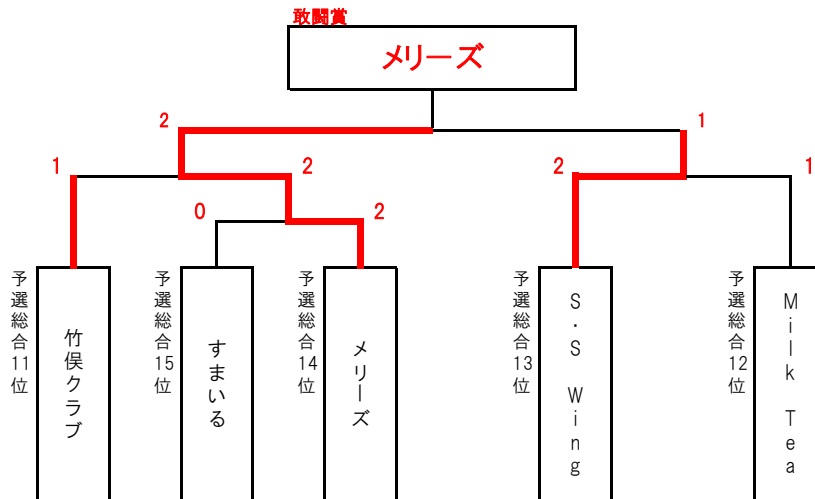 敢闘賞
メリーズ
2
1
1
2
2
1
0
2
予選総合11位
竹俣クラブ
予選総合15位
すまいる
予選総合14位
メリーズ
予選総合13位
S・S Wing
予選総合12位
Milk Tea